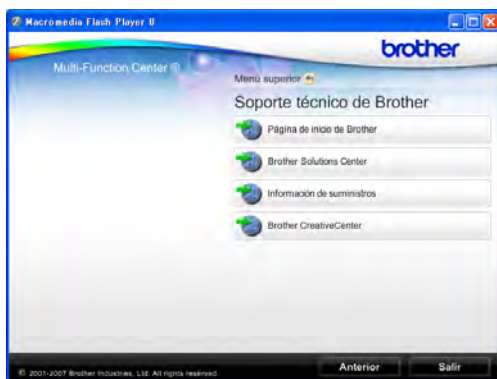 Macromedia Flash Player 8
brother
Multi-Function Center ®
Menú superior
Soporte técnico de Brother
Página de inicio de Brother
Brother Solutions Center
Información de suministros
Brother CreativeCenter
© 2001-2007 Brother Industries, Ltd. All rights reserved.
Anterior
Salir